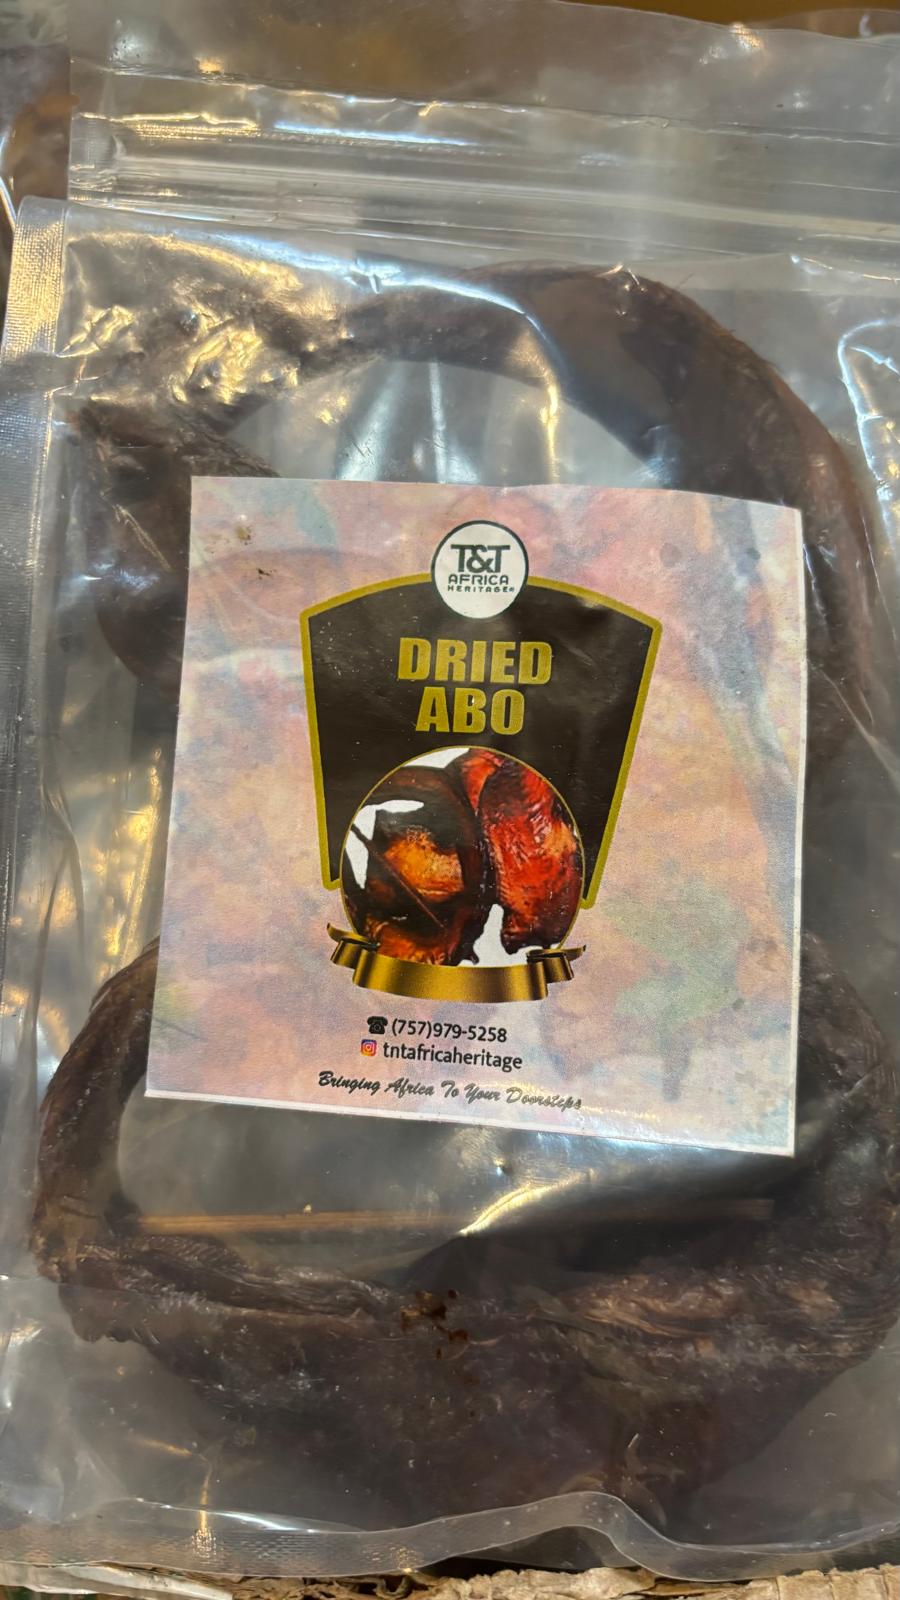 T&T
AFRICA
HERITAGE®
DRIED
ABO
(757)979-5258
tntafricaheritage
Bringing Africa To Your Doorsteps